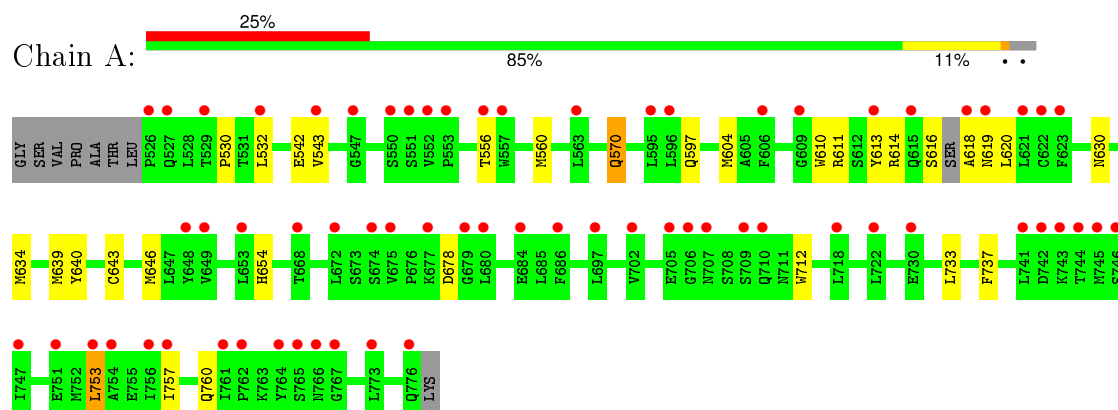 25%
Chain A:
85% 11% • •
GLY SER VAL PRO ALA THR LEU P526 Q527 L528 T529 P530 T531 L532 E542 V543 G547 S550 S551 V552 P553 T556 W557 M560 L563 Q570 L595 L596 Q597 M604 A605 F606 G609 W610 R611 S612 Y613 R614 Q615 S616 SER A618 N619 L620 L621 C622 F623 N630
M634 M639 Y640 C643 M646 L647 Y648 V649 L653 H654 T668 L672 S673 S674 V675 P676 K677 D678 G679 L680 E684 L685 F686 L697 V702 E705 G706 N707 S708 S709 Q710 N711 W712 L718 L722 E730 L733 F737 L741 D742 K743 T744 M745 S746
I747 E751 M752 L753 A754 E755 I756 I757 Q760 I761 P762 K763 Y764 S765 N766 G767 L773 Q776 LYS